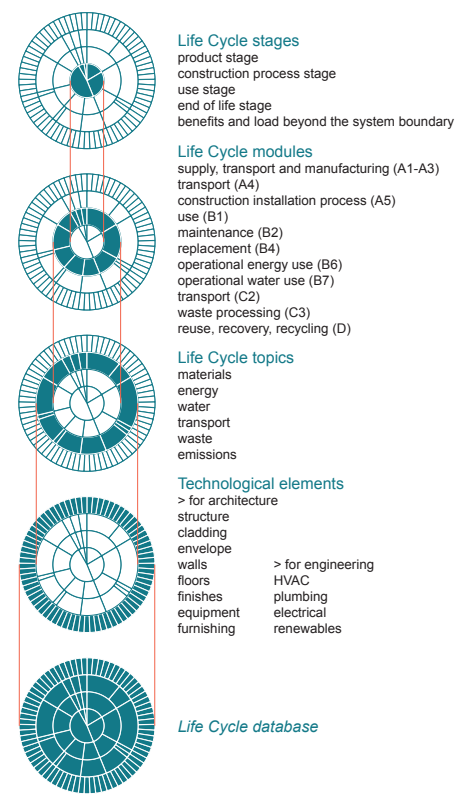 Life Cycle stages
product stage
construction process stage
use stage
end of life stage
benefits and load beyond the system boundary
Life Cycle modules
supply, transport and manufacturing (A1-A3)
transport (A4)
construction installation process (A5)
use (B1)
maintenance (B2)
replacement (B4)
operational energy use (B6)
operational water use (B7)
transport (C2)
waste processing (C3)
reuse, recovery, recycling (D)
Life Cycle topics
materials
energy
water
transport
waste
emissions
Technological elements
> for architecture
structure
cladding
envelope
walls
floors
finishes
equipment
furnishing
> for engineering
HVAC
plumbing
electrical
renewables
Life Cycle database